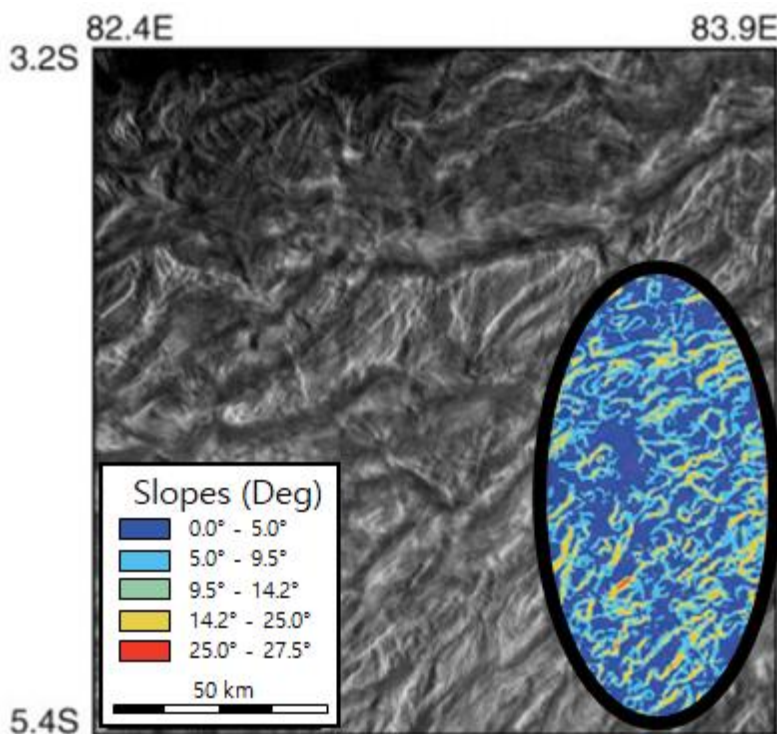 82.4E 83.9E
3.2S
Slopes (Deg)
0.0° - 5.0°
5.0° - 9.5°
9.5° - 14.2°
14.2° - 25.0°
25.0° - 27.5°
50 km
5.4S